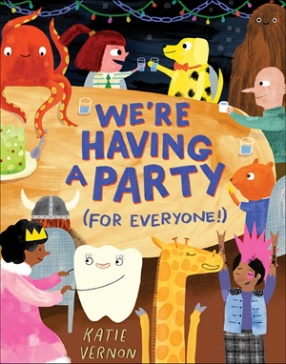 WE'RE
HAVING
A PARTY
(FOR EVERYONE!)
KATIE
VERNON